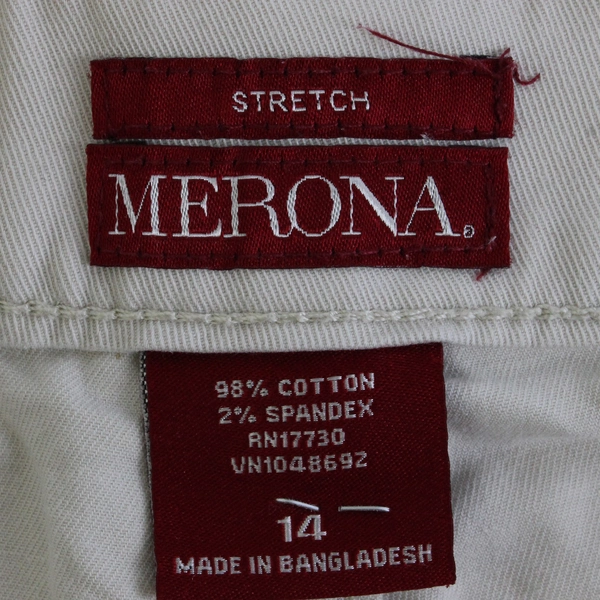 STRETCH
MERONA®
98% COTTON
2% SPANDEX
RN17730
VN1048692
14
MADE IN BANGLADESH